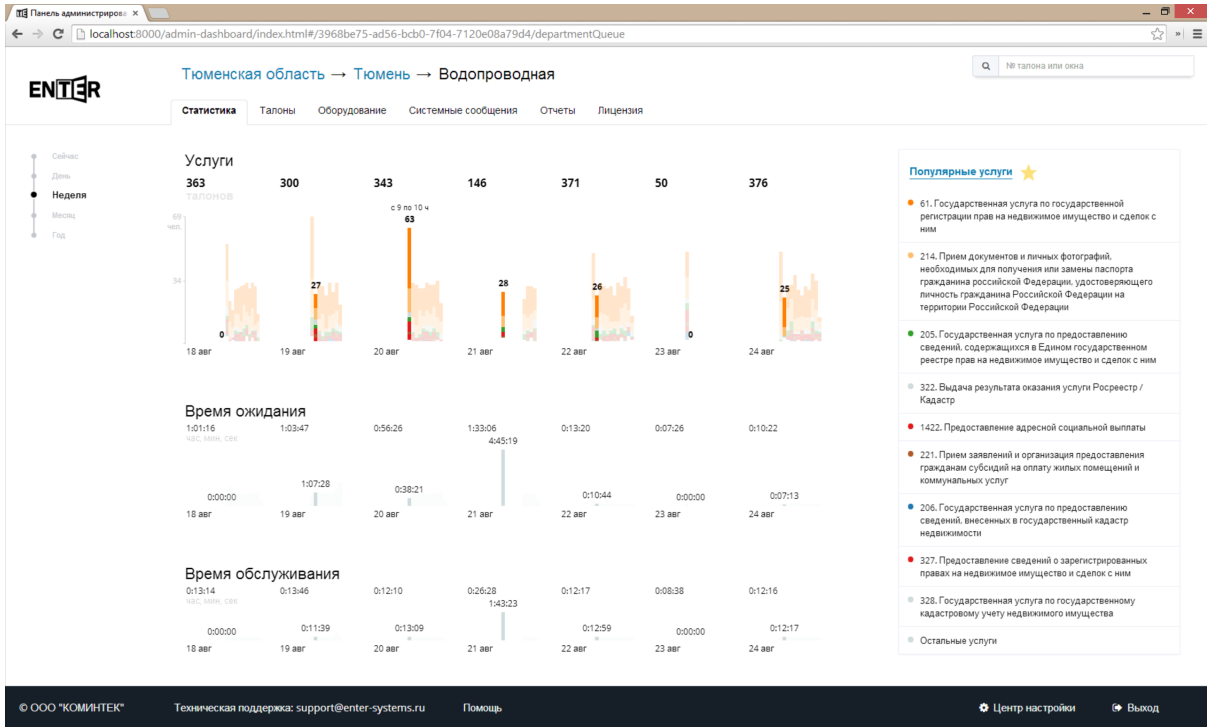 Панель администрирова
localhost:8000/admin-dashboard/index.html#/3968be75-ad56-bcb0-7f04-7120e08a79d4/departmentQueue
ENTER
Тюменская область → Тюмень → Водопроводная
№ талона или окна
Статистика Талоны Оборудование Системные сообщения Отчеты Лицензия
Сейчас
День
Неделя
Месяц
Год
Услуги
363 300 343 146 371 50 376
талонов
с 9 по 10 ч
69
чел.
34
0 27 63 28 26 0 25
18 авг 19 авг 20 авг 21 авг 22 авг 23 авг 24 авг
Время ожидания
1:01:16 1:03:47 0:56:26 1:33:06 0:13:20 0:07:26 0:10:22
час, мин, сек
0:00:00 1:07:28 0:38:21 4:45:19 0:10:44 0:00:00 0:07:13
18 авг 19 авг 20 авг 21 авг 22 авг 23 авг 24 авг
Время обслуживания
0:13:14 0:13:46 0:12:10 0:26:28 0:12:17 0:08:38 0:12:16
час, мин, сек
0:00:00 0:11:39 0:13:09 1:43:23 0:12:59 0:00:00 0:12:17
18 авг 19 авг 20 авг 21 авг 22 авг 23 авг 24 авг
Популярные услуги
61. Государственная услуга по государственной
регистрации прав на недвижимое имущество и сделок с
ним
214. Прием документов и личных фотографий,
необходимых для получения или замены паспорта
гражданина российской Федерации, удостоверяющего
личность гражданина Российской Федерации на
территории Российской Федерации
205. Государственная услуга по предоставлению
сведений, содержащихся в Едином государственном
реестре прав на недвижимое имущество и сделок с ним
322. Выдача результата оказания услуги Росреестр /
Кадастр
1422. Предоставление адресной социальной выплаты
221. Прием заявлений и организация предоставления
гражданам субсидий на оплату жилых помещений и
коммунальных услуг
206. Государственная услуга по предоставлению
сведений, внесенных в государственный кадастр
недвижимости
327. Предоставление сведений о зарегистрированных
правах на недвижимое имущество и сделок с ним
328. Государственная услуга по государственному
кадастровому учету недвижимого имущества
Остальные услуги
© ООО "КОМИНТЕК" Техническая поддержка: support@enter-systems.ru Помощь Центр настройки Выход